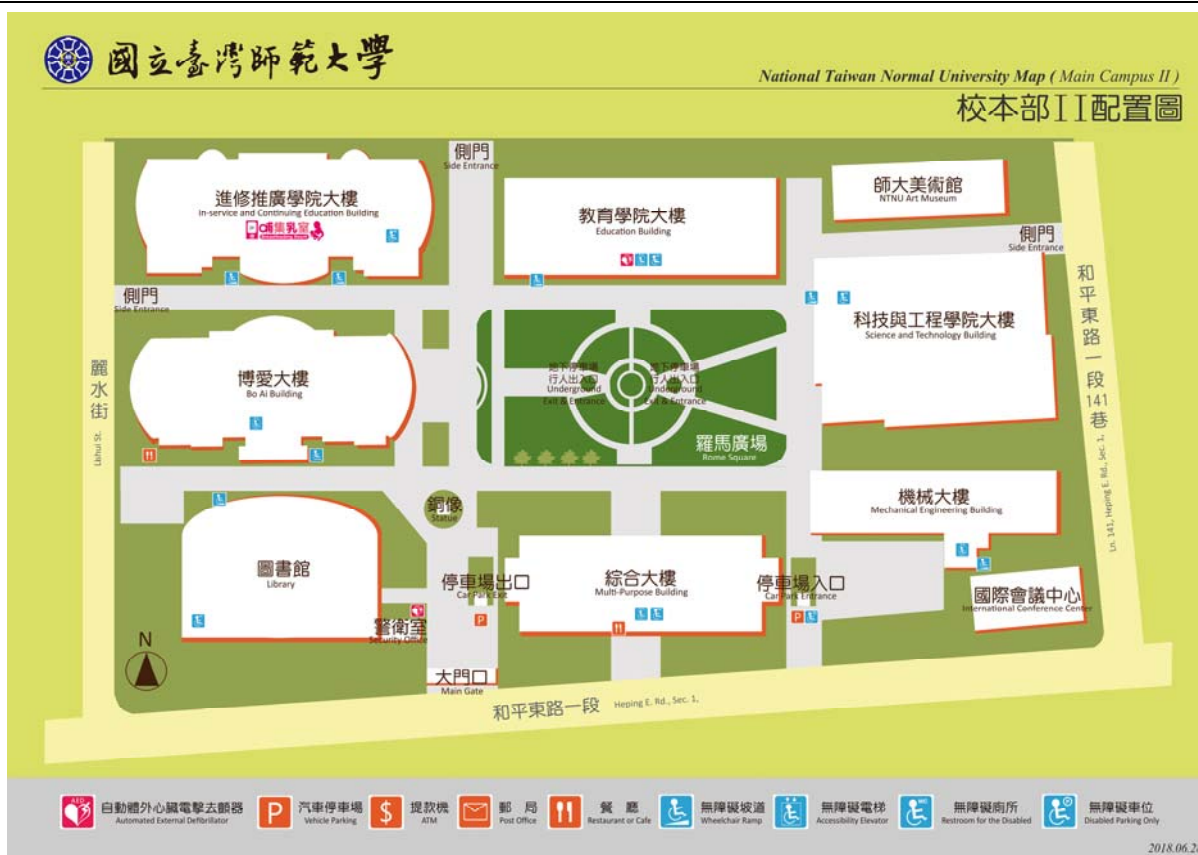 國立臺灣師範大學
National Taiwan Normal University Map ( Main Campus II )
校本部II配置圖
側門
Side Entrance
進修推廣學院大樓
In-service and Continuing Education Building
哺集乳室
教育學院大樓
Education Building
師大美術館
NTNU Art Museum
側門
Side Entrance
側門
Side Entrance
科技與工程學院大樓
Science and Technology Building
和平東路一段141巷
Ln. 141, Heping E. Rd., Sec. 1,
麗水街
Lishui St.
博愛大樓
Bo Ai Building
地下停車場
行人出入口
Underground
Exit & Entrance
地下停車場
行人出入口
Underground
Exit & Entrance
羅馬廣場
Rome Square
銅像
Statue
機械大樓
Mechanical Engineering Building
圖書館
Library
停車場出口
Car Park Exit
綜合大樓
Multi-Purpose Building
停車場入口
Car Park Entrance
國際會議中心
International Conference Center
P
P
警衛室
Security Office
N
大門口
Main Gate
和平東路一段 Heping E. Rd., Sec. 1,
AED
自動體外心臟電擊去顫器
Automated External Defibrillator
P
汽車停車場
Vehicle Parking
$
提款機
ATM
郵局
Post Office
餐廳
Restaurant or Cafe
無障礙坡道
Wheelchair Ramp
無障礙電梯
Accessibility Elevator
無障礙廁所
Restroom for the Disabled
無障礙車位
Disabled Parking Only